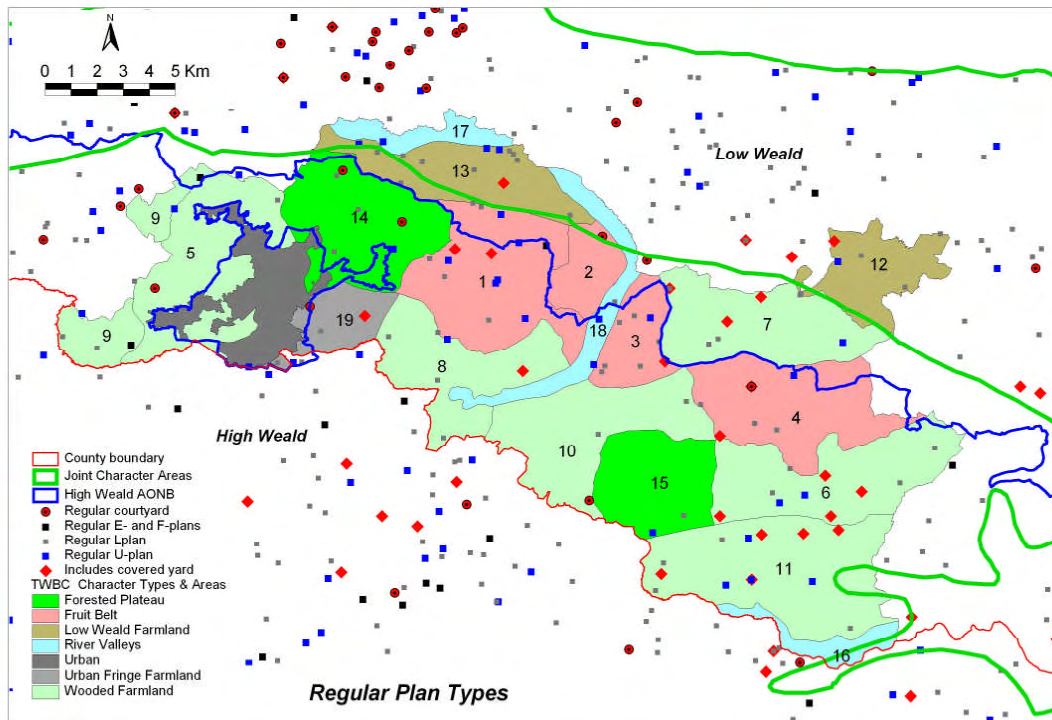 N
0 1 2 3 4 5 Km
17
Low Weald
13
9
14
5
2
12
1
7
18
19
3
9
8
4
High Weald
10
15
6
11
16
County boundary
Joint Character Areas
High Weald AONB
Regular courtyard
Regular E- and F-plans
Regular Lplan
Regular U-plan
Includes covered yard
TWBC Character Types & Areas
Forested Plateau
Fruit Belt
Low Weald Farmland
River Valleys
Urban
Urban Fringe Farmland
Wooded Farmland
Regular Plan Types